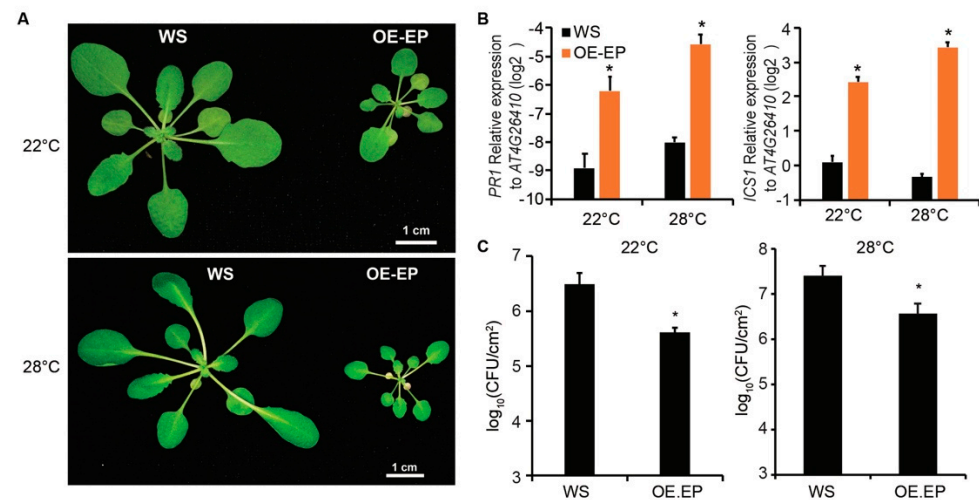 A
WS
OE-EP
22°C
1 cm
WS
OE-EP
28°C
1 cm
B
PR1 Relative expression
to AT4G26410 (log2 )
-4
-5
-6
-7
-8
-9
-10
WS
OE-EP
*
*
22°C
28°C
ICS1 Relative expression
to AT4G26410 (log2 )
4
3
2
1
0
-1
*
*
22°C
28°C
C
22°C
log10(CFU/cm²)
7
6
5
4
3
*
WS
OE.EP
28°C
log10(CFU/cm²)
8
7
6
5
4
3
*
WS
OE.EP